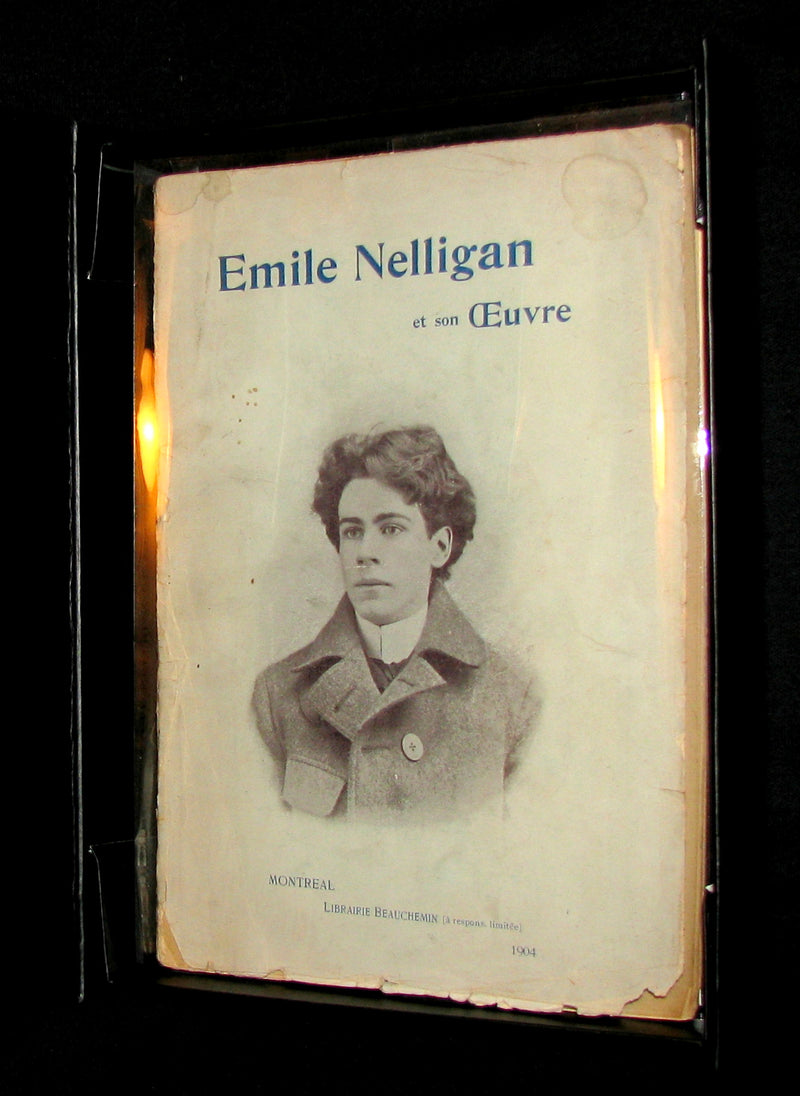 Emile Nelligan
et son Œuvre
MONTREAL
LIBRAIRIE BEAUCHEMIN (à respons. limitée)
1904